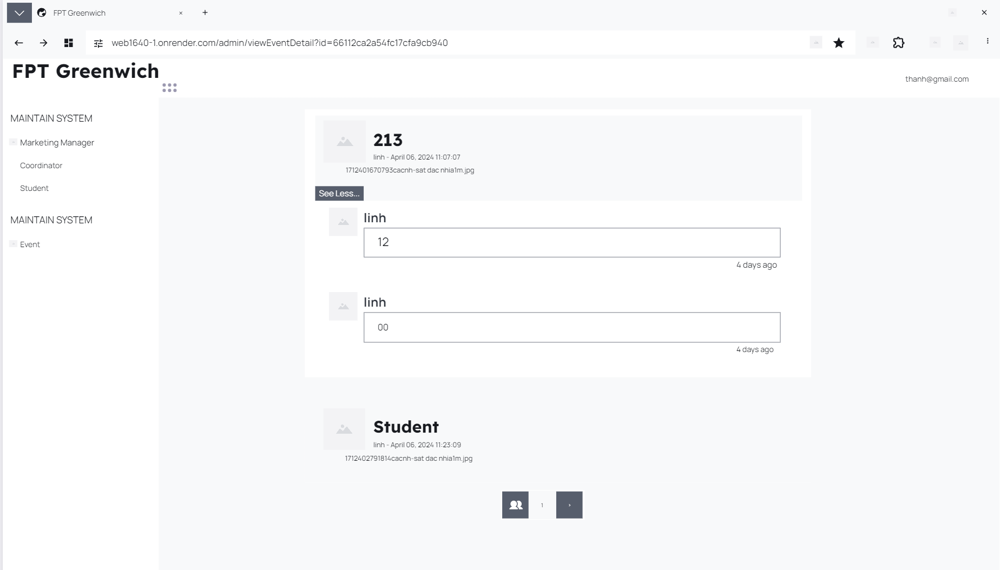 FPT Greenwich
web1640-1.onrender.com/admin/viewEventDetail?id=66112ca2a54fc17cfa9cb940
FPT Greenwich
thanh@gmail.com
MAINTAIN SYSTEM
Marketing Manager
Coordinator
Student
MAINTAIN SYSTEM
Event
213
linh - April 06, 2024 11:07:07
1712401670793cacnh-sat dac nhia1m.jpg
See Less...
linh
12
4 days ago
linh
00
4 days ago
Student
linh - April 06, 2024 11:23:09
1712402791814cacnh-sat dac nhia1m.jpg
1 ›